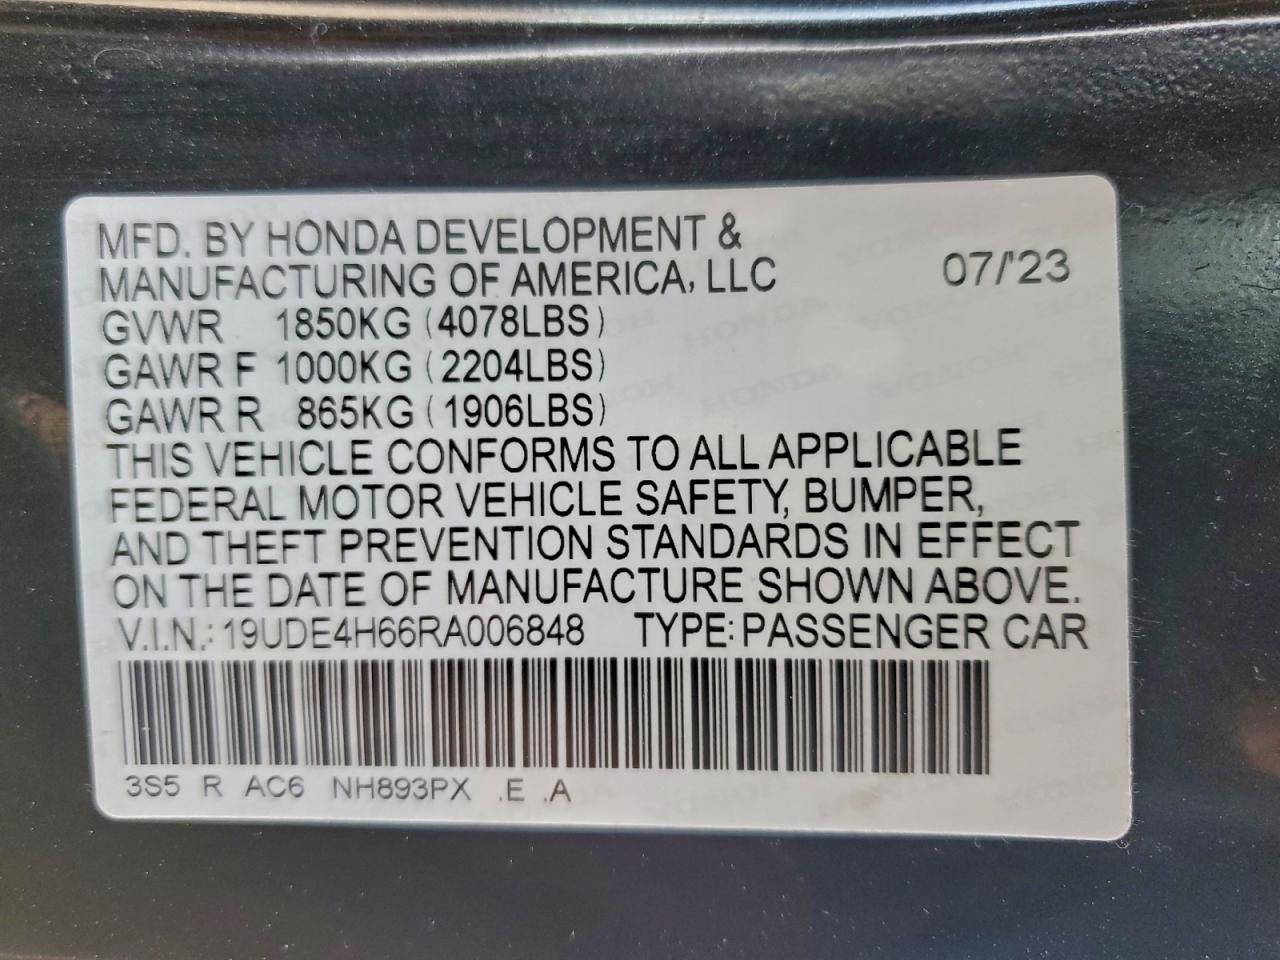 MFD. BY HONDA DEVELOPMENT &
MANUFACTURING OF AMERICA, LLC 07/'23
GVWR 1850KG (4078LBS)
GAWR F 1000KG (2204LBS)
GAWR R 865KG (1906LBS)
THIS VEHICLE CONFORMS TO ALL APPLICABLE
FEDERAL MOTOR VEHICLE SAFETY, BUMPER,
AND THEFT PREVENTION STANDARDS IN EFFECT
ON THE DATE OF MANUFACTURE SHOWN ABOVE.
V.I.N.: 19UDE4H66RA006848 TYPE: PASSENGER CAR
3S5 R AC6 NH893PX .E .A